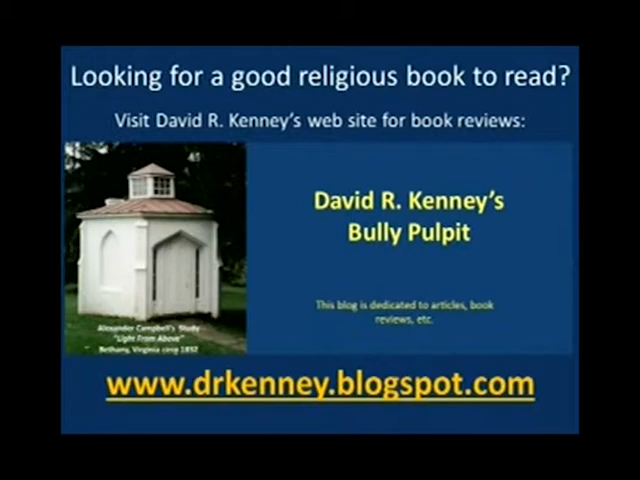 Looking for a good religious book to read?
Visit David R. Kenney's web site for book reviews:
David R. Kenney's
Bully Pulpit
This blog is dedicated to articles, book
reviews, etc.
Alexander Campbell's Study
"Light From Above"
Bethany, Virginia circa 1832
www.drkenney.blogspot.com